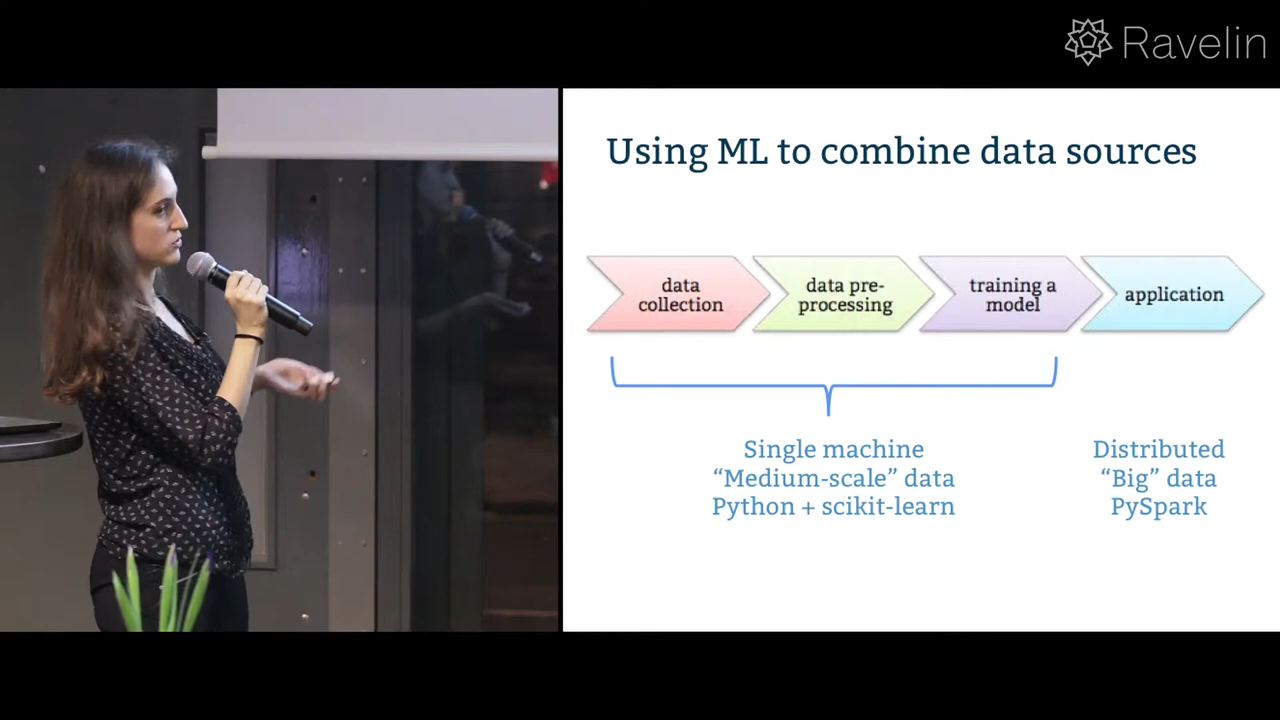 Ravelin
Using ML to combine data sources
data
collection
data pre-
processing
training a
model
application
Single machine
“Medium-scale” data
Python + scikit-learn
Distributed
“Big” data
PySpark